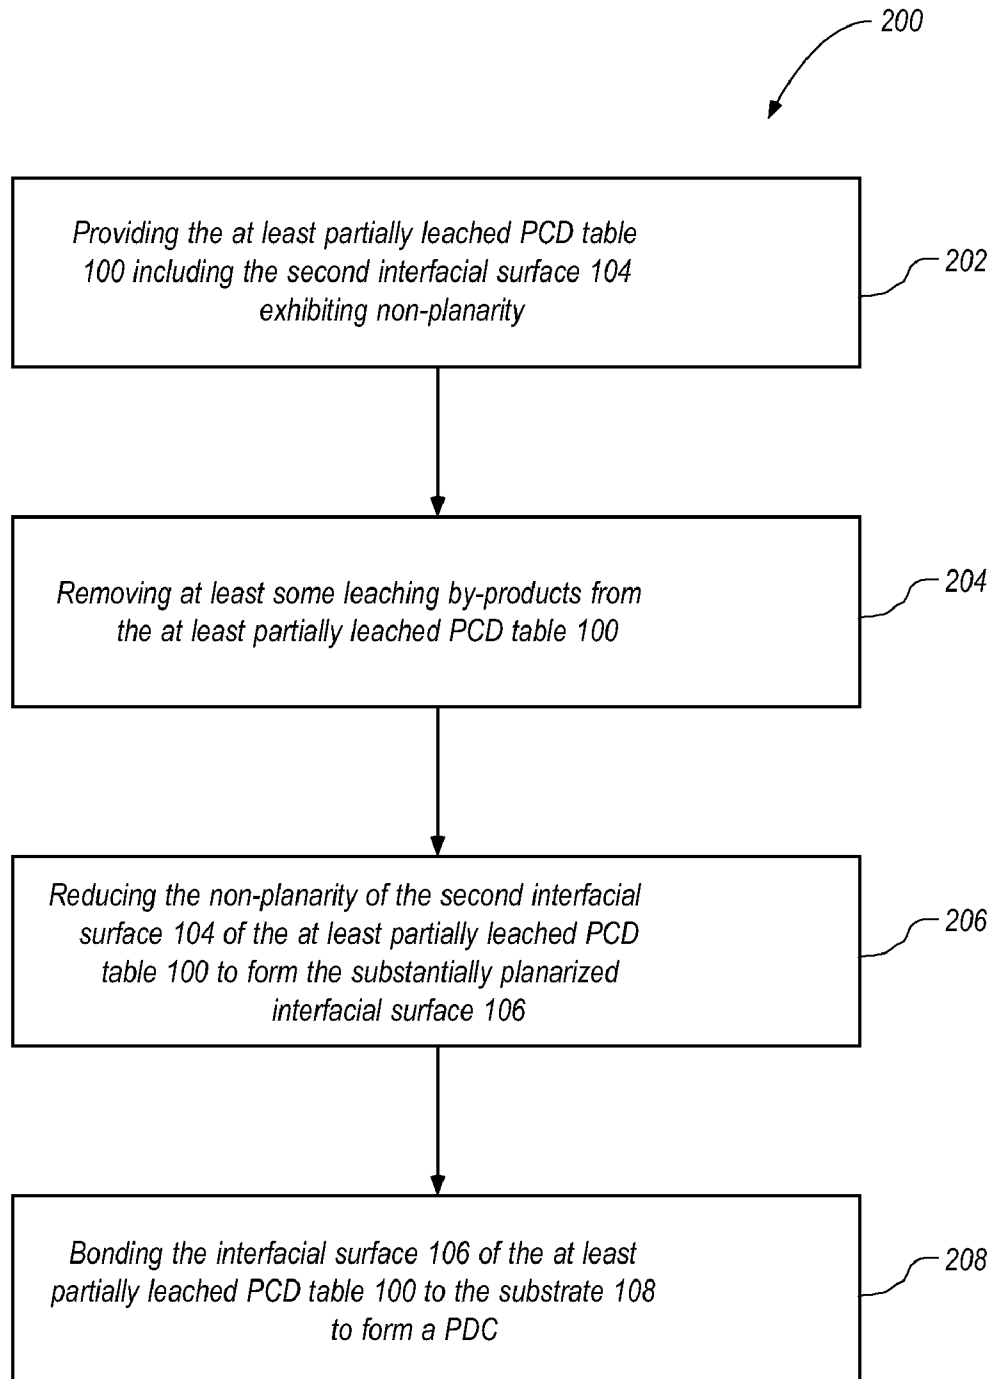 200
Providing the at least partially leached PCD table
100 including the second interfacial surface 104
exhibiting non-planarity
202
Removing at least some leaching by-products from
the at least partially leached PCD table 100
204
Reducing the non-planarity of the second interfacial
surface 104 of the at least partially leached PCD
table 100 to form the substantially planarized
interfacial surface 106
206
Bonding the interfacial surface 106 of the at least
partially leached PCD table 100 to the substrate 108
to form a PDC
208